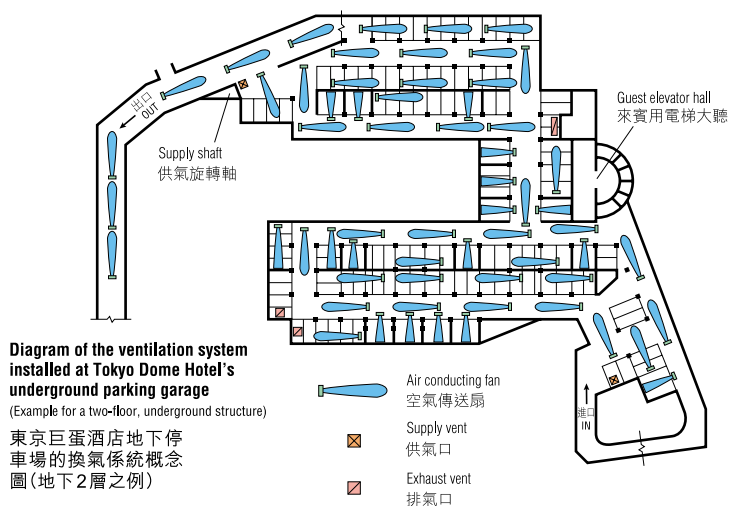 出口
OUT
Supply shaft
供氣旋轉軸
Guest elevator hall
來賓用電梯大聽
Diagram of the ventilation system
installed at Tokyo Dome Hotel's
underground parking garage
(Example for a two-floor, underground structure)
東京巨蛋酒店地下停
車場的換氣係統概念
圖(地下2層之例)
Air conducting fan
空氣傳送扇
Supply vent
供氣口
Exhaust vent
排氣口
進口
IN